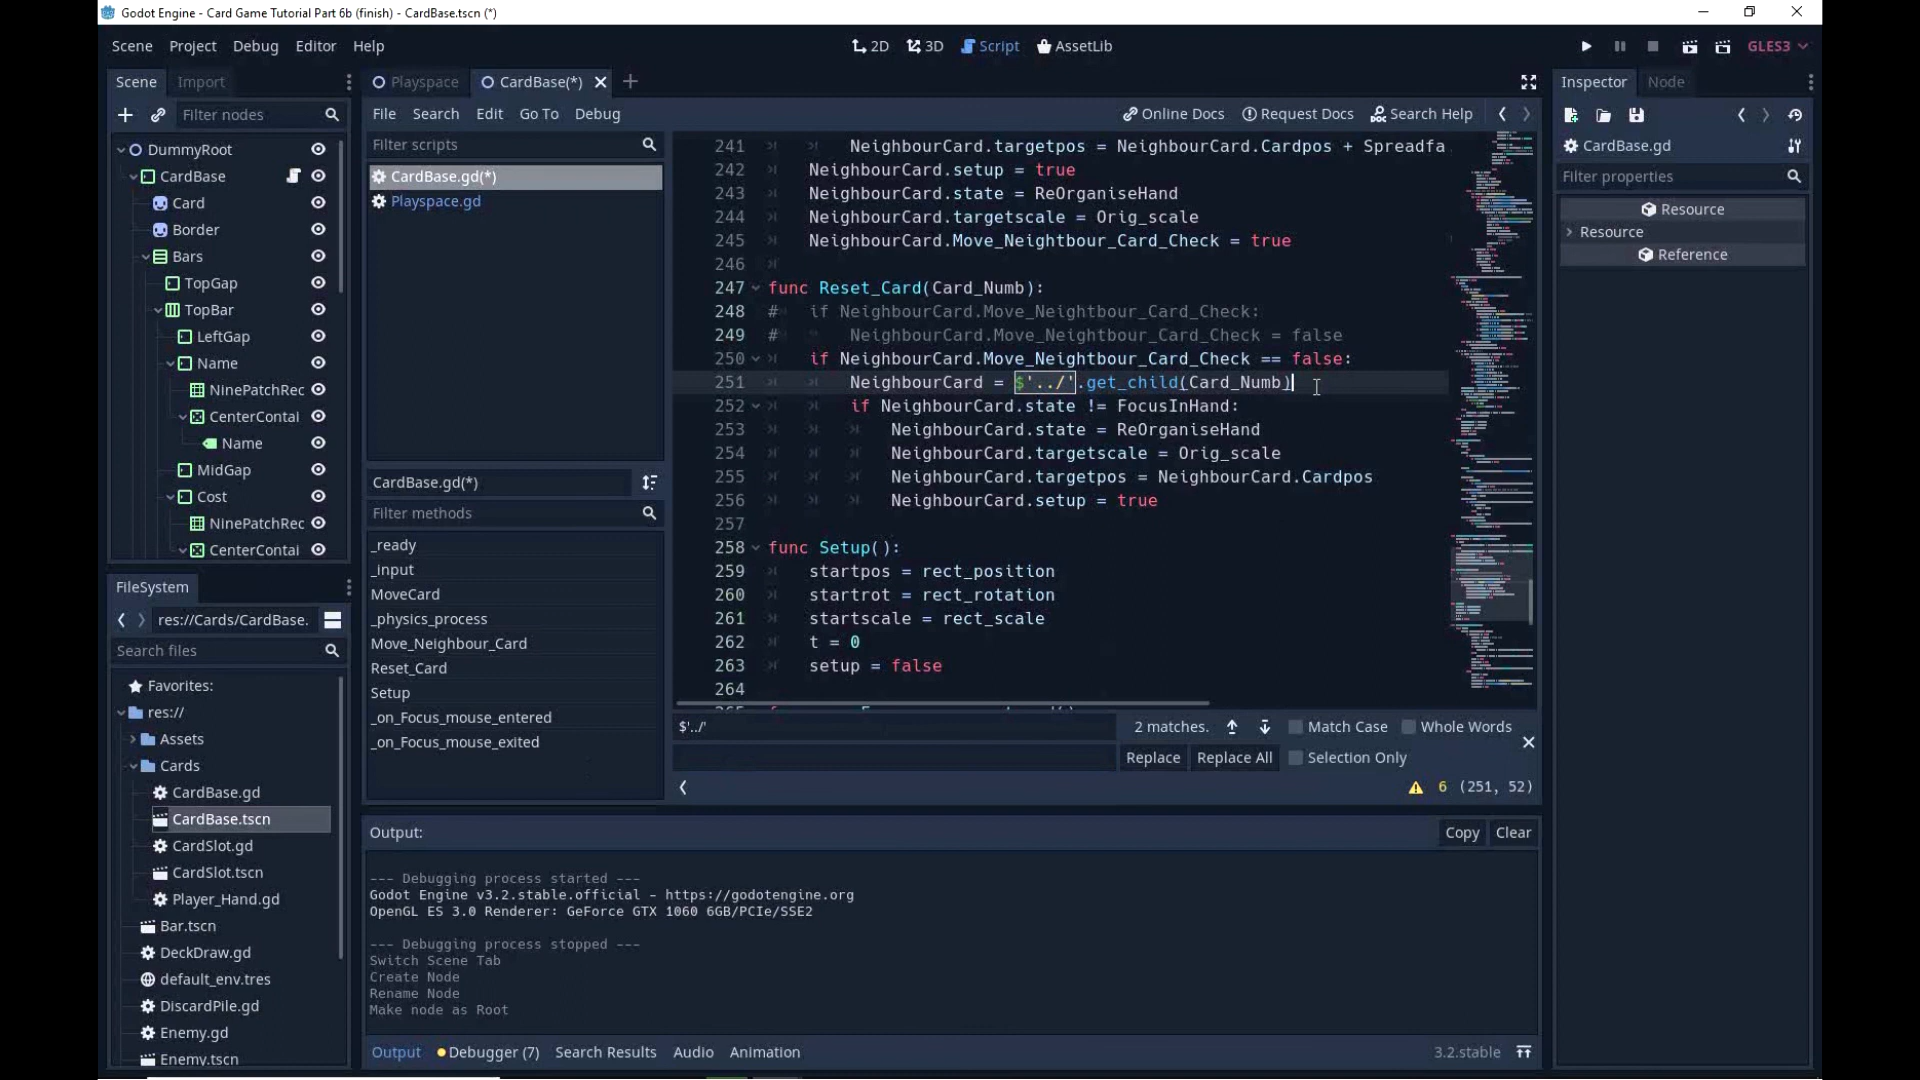 Godot Engine - Card Game Tutorial Part 6b (finish) - CardBase.tscn (*)
Scene Project Debug Editor Help
2D 3D Script AssetLib
GLES3
Scene Import
Playspace CardBase(*)
Inspector Node
Filter nodes
File Search Edit Go To Debug
Online Docs Request Docs Search Help
Filter scripts
CardBase.gd(*)
Playspace.gd
CardBase.gd
Filter properties
Resource
Resource
Reference
DummyRoot
CardBase
Card
Border
Bars
TopGap
TopBar
LeftGap
Name
NinePatchRec
CenterContai
Name
MidGap
Cost
NinePatchRec
CenterContai
241 NeighbourCard.targetpos = NeighbourCard.Cardpos + Spreadfa
242 NeighbourCard.setup = true
243 NeighbourCard.state = ReOrganiseHand
244 NeighbourCard.targetscale = Orig_scale
245 NeighbourCard.Move_Neightbour_Card_Check = true
246
247 func Reset_Card(Card_Numb):
248 # if NeighbourCard.Move_Neightbour_Card_Check:
249 # NeighbourCard.Move_Neightbour_Card_Check = false
250 if NeighbourCard.Move_Neightbour_Card_Check == false:
251 NeighbourCard = $'../'.get_child(Card_Numb)
252 if NeighbourCard.state != FocusInHand:
253 NeighbourCard.state = ReOrganiseHand
254 NeighbourCard.targetscale = Orig_scale
255 NeighbourCard.targetpos = NeighbourCard.Cardpos
256 NeighbourCard.setup = true
257
258 func Setup():
259 startpos = rect_position
260 startrot = rect_rotation
261 startscale = rect_scale
262 t = 0
263 setup = false
264
CardBase.gd(*)
Filter methods
_ready
_input
MoveCard
_physics_process
Move_Neighbour_Card
Reset_Card
Setup
_on_Focus_mouse_entered
_on_Focus_mouse_exited
$'../'
2 matches. Match Case Whole Words
Replace Replace All Selection Only
6 (251, 52)
FileSystem
res://Cards/CardBase.
Search files
Favorites:
res://
Assets
Cards
CardBase.gd
CardBase.tscn
CardSlot.gd
CardSlot.tscn
Player_Hand.gd
Bar.tscn
DeckDraw.gd
default_env.tres
DiscardPile.gd
Enemy.gd
Enemy.tscn
Output:
Copy Clear
--- Debugging process started ---
Godot Engine v3.2.stable.official - https://godotengine.org
OpenGL ES 3.0 Renderer: GeForce GTX 1060 6GB/PCIe/SSE2
--- Debugging process stopped ---
Switch Scene Tab
Create Node
Rename Node
Make node as Root
Output Debugger (7) Search Results Audio Animation
3.2.stable